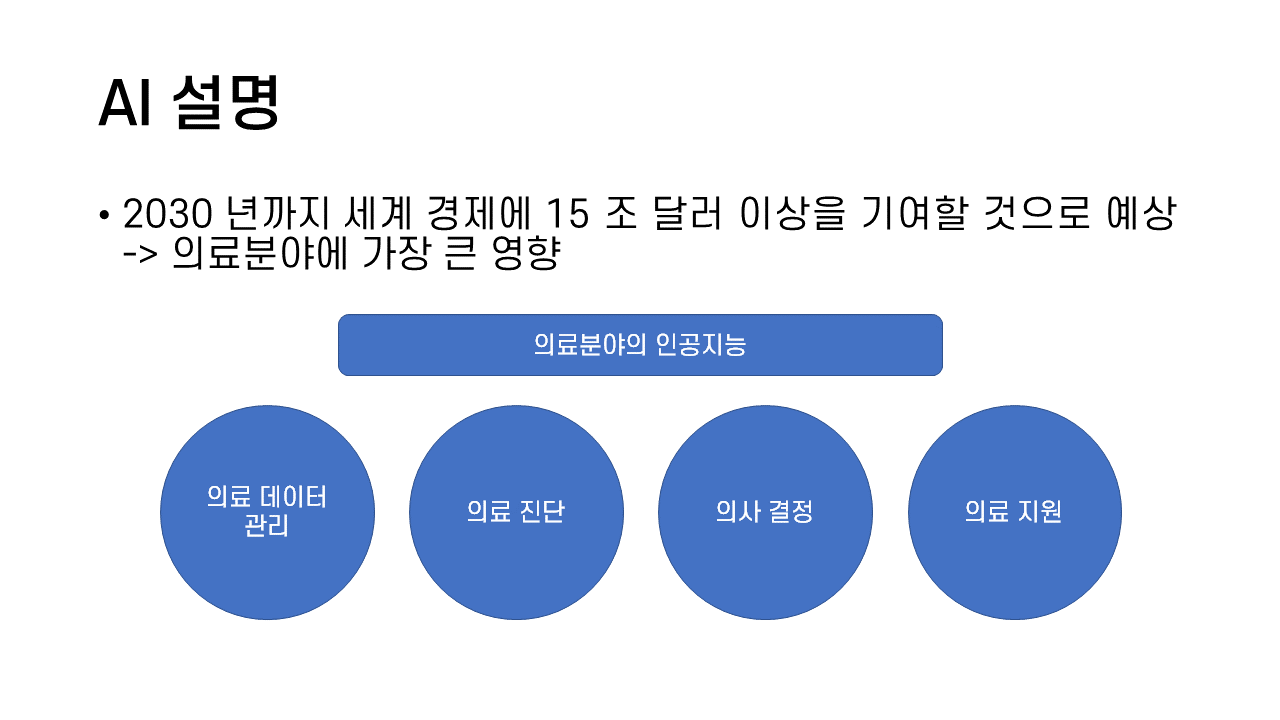 AI 설명
• 2030 년까지 세계 경제에 15 조 달러 이상을 기여할 것으로 예상
-> 의료분야에 가장 큰 영향
의료분야의 인공지능
의료 데이터
관리
의료 진단
의사 결정
의료 지원